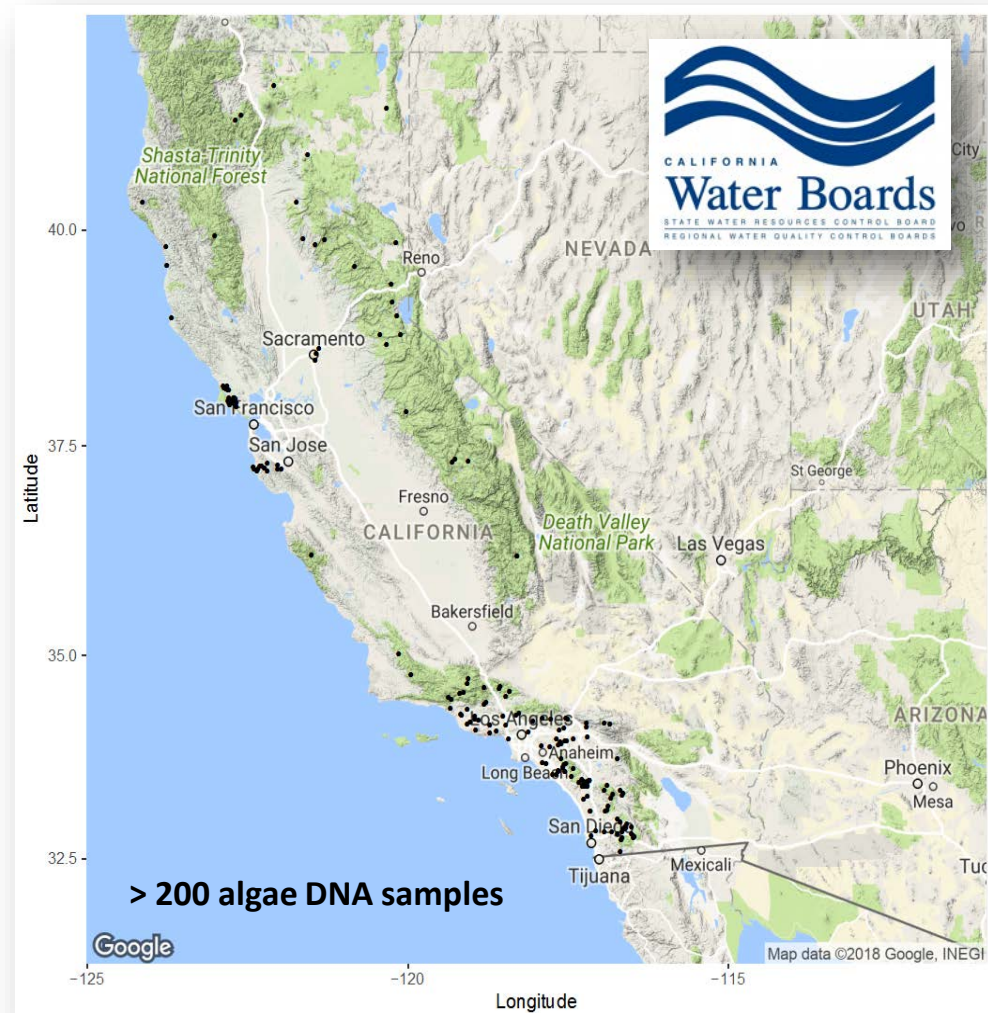 CALIFORNIA
Water Boards
STATE WATER RESOURCES CONTROL BOARD
REGIONAL WATER QUALITY CONTROL BOARDS
City
Shasta-Trinity
National Forest
40.0
Reno
NEVADA
UTAH
Sacramento
San Francisco
37.5
San Jose
St George
Latitude
Fresno
CALIFORNIA
Death Valley
National Park
Las Vegas
Bakersfield
35.0
Los Angeles
ARIZONA
Anaheim
Long Beach
Phoenix
Mesa
San Diego
32.5
Tijuana
Mexicali
Tuc
> 200 algae DNA samples
Google
Map data ©2018 Google, INEGI
−125
−120
−115
Longitude